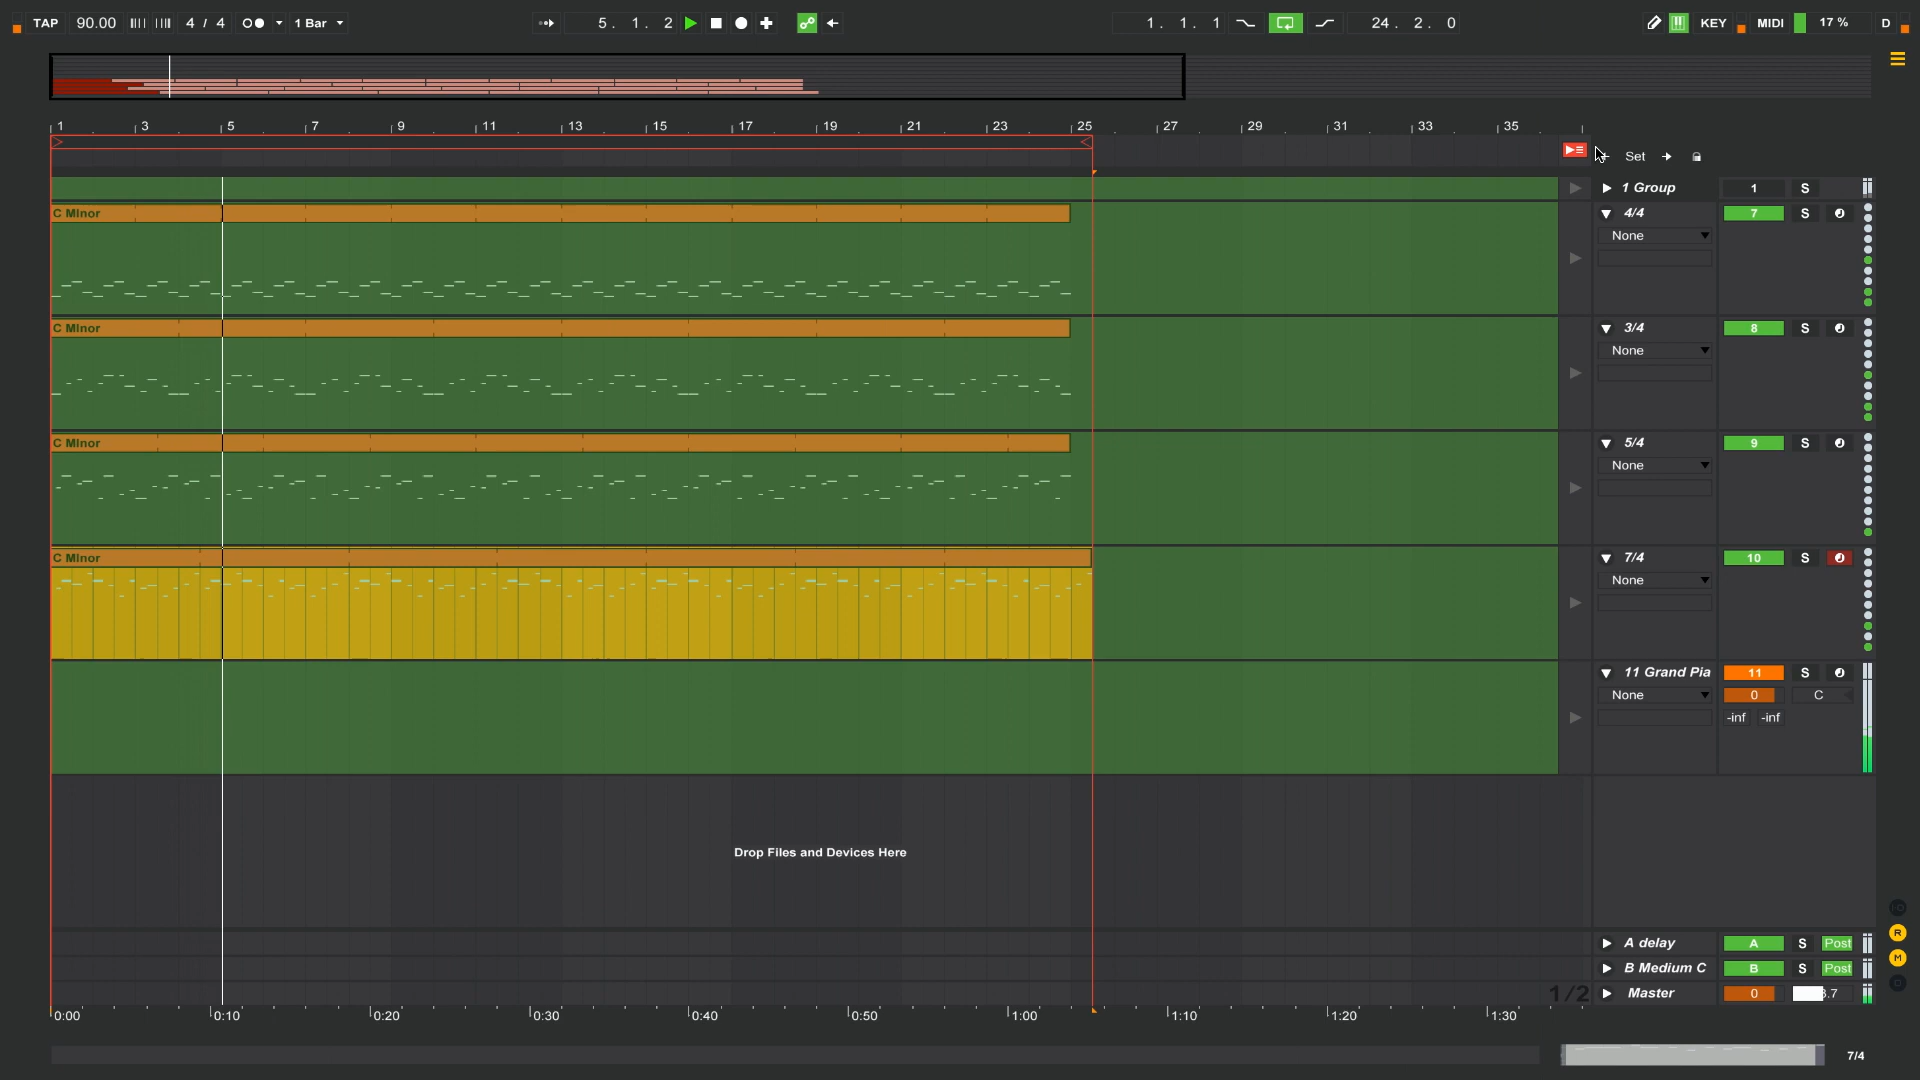 TAP 90.00 4 / 4 1 Bar 5. 1. 2 1. 1. 1 24. 2. 0 KEY MIDI 17 % D
1 3 5 7 9 11 13 15 17 19 21 23 25 27 29 31 33 35
Set
1 Group 1 S
C MInor 4/4 7 S
None
C MInor 3/4 8 S
None
C MInor 5/4 9 S
None
C MInor 7/4 10 S
None
11 Grand Pia 11 S
None 0 C
-inf -inf
Drop Files and Devices Here
R
A delay A S Post
M
B Medium C B S Post
1/2 Master 0
0:00 0:10 0:20 0:30 0:40 0:50 1:00 1:10 1:20 1:30
7/4